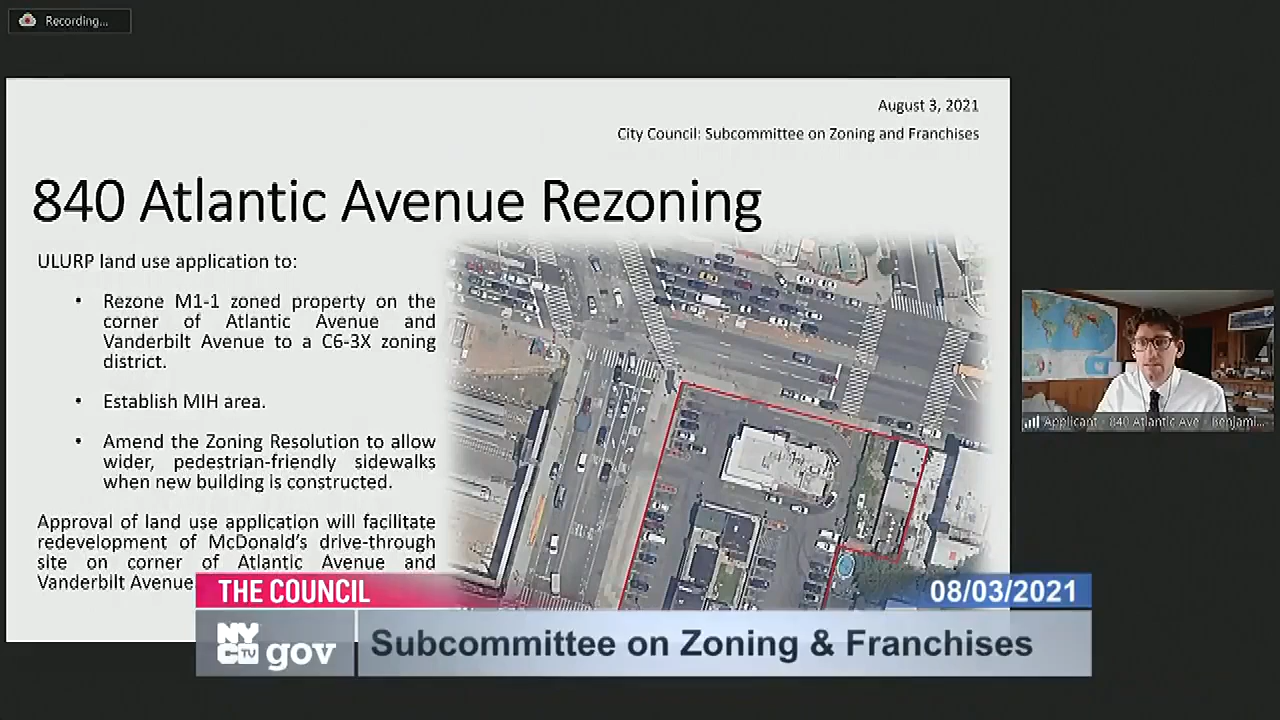 Recording...
August 3, 2021
City Council: Subcommittee on Zoning and Franchises
840 Atlantic Avenue Rezoning
ULURP land use application to:
• Rezone M1-1 zoned property on the
corner of Atlantic Avenue and
Vanderbilt Avenue to a C6-3X zoning
district.
• Establish MIH area.
• Amend the Zoning Resolution to allow
wider, pedestrian-friendly sidewalks
when new building is constructed.
Approval of land use application will facilitate
redevelopment of McDonald's drive-through
site on corner of Atlantic Avenue and
Vanderbilt Avenue
Applicant - 840 Atlantic Ave - Benjami...
THE COUNCIL
08/03/2021
NYC TV gov
Subcommittee on Zoning & Franchises